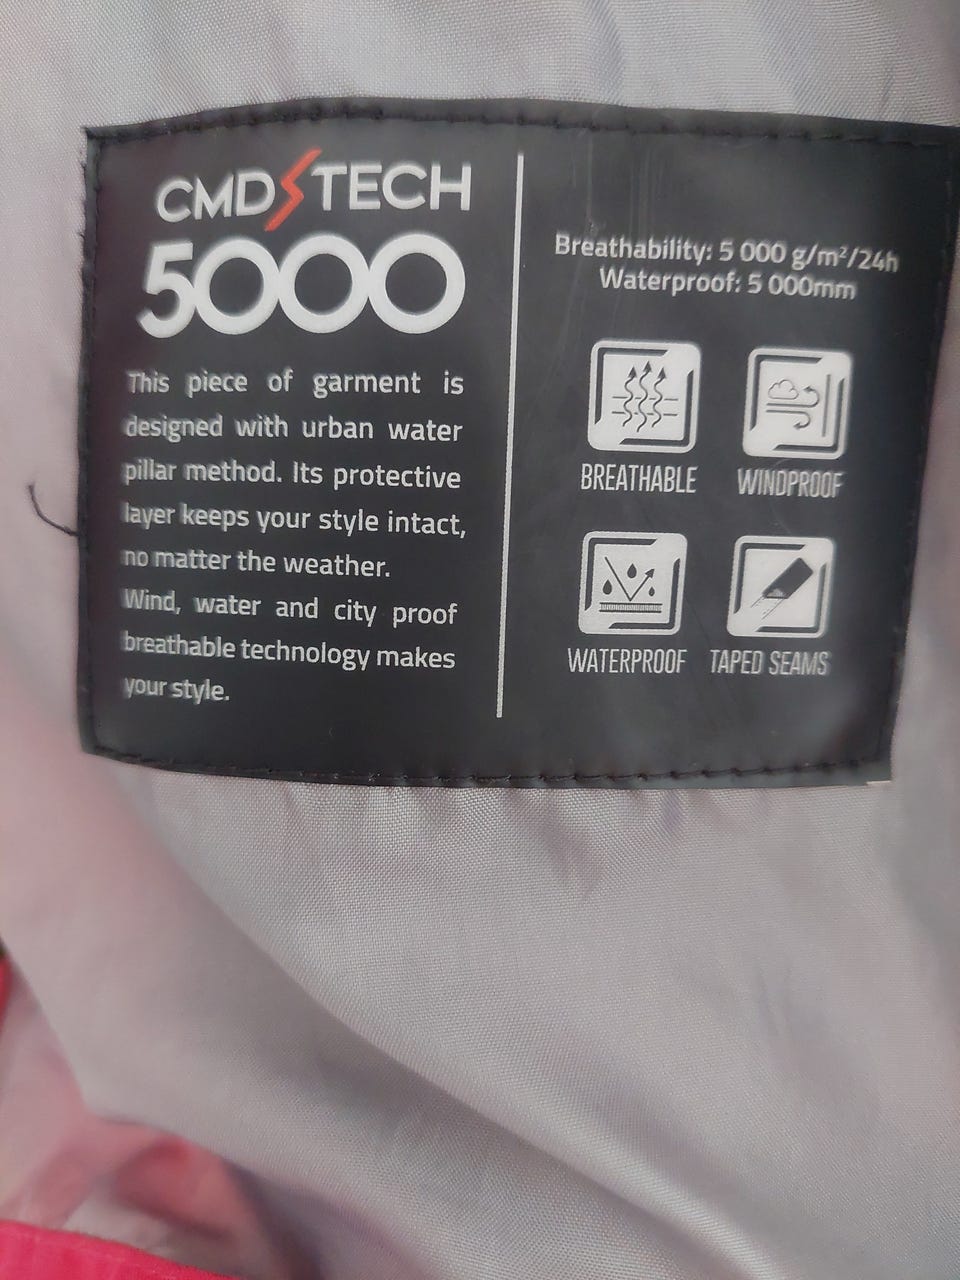 CMD TECH
5000
This piece of garment is
designed with urban water
pillar method. Its protective
layer keeps your style intact,
no matter the weather.
Wind, water and city proof
breathable technology makes
your style.
Breathability: 5 000 g/m²/24h
Waterproof: 5 000mm
BREATHABLE WINDPROOF
WATERPROOF TAPED SEAMS